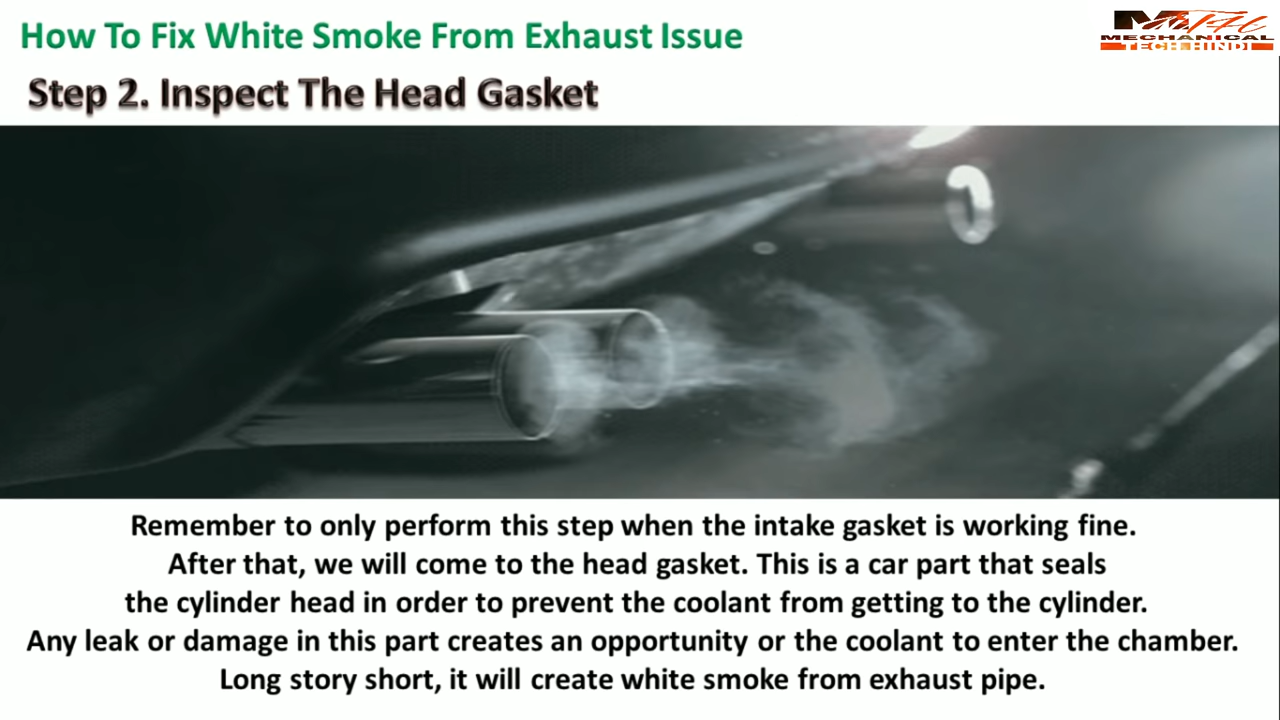 How To Fix White Smoke From Exhaust Issue
Step 2. Inspect The Head Gasket
MECHANICAL
TECH HINDI
Remember to only perform this step when the intake gasket is working fine.
After that, we will come to the head gasket. This is a car part that seals
the cylinder head in order to prevent the coolant from getting to the cylinder.
Any leak or damage in this part creates an opportunity or the coolant to enter the chamber.
Long story short, it will create white smoke from exhaust pipe.